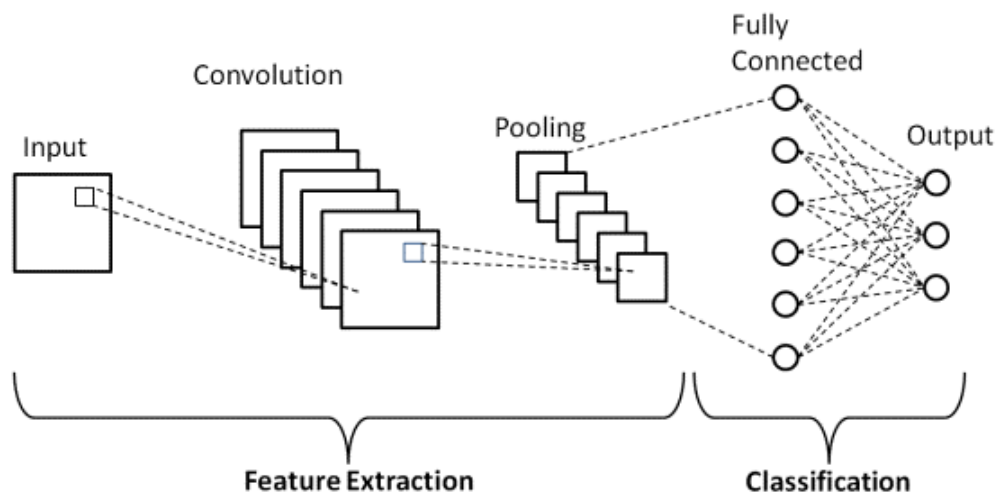 Input
Convolution
Pooling
Fully
Connected
Output
Feature Extraction
Classification